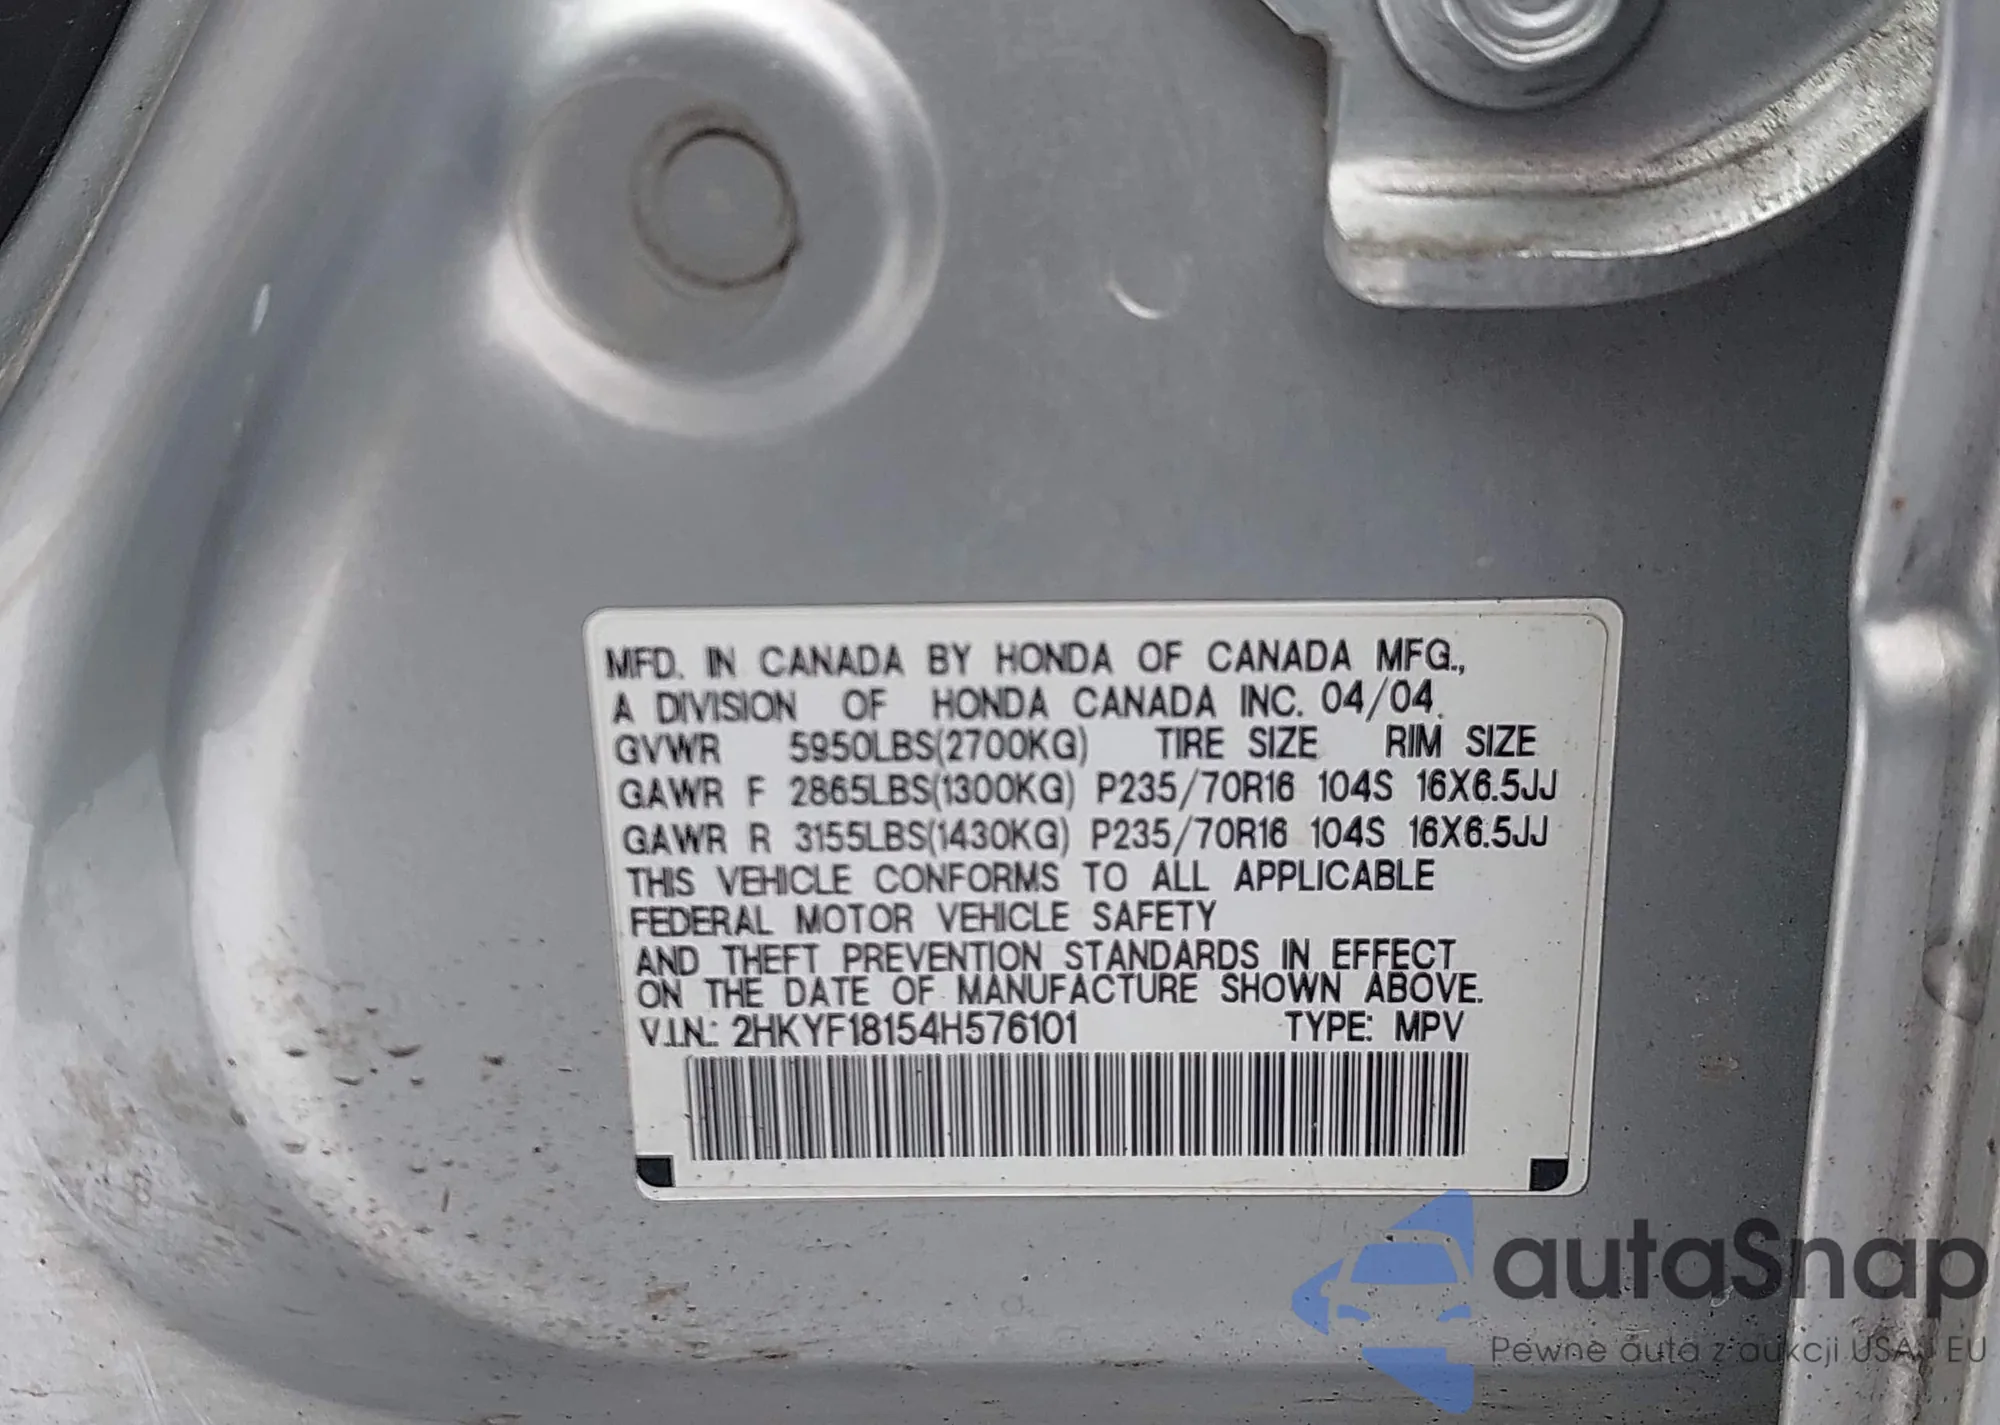 MFD. IN CANADA BY HONDA OF CANADA MFG.,
A DIVISION OF HONDA CANADA INC. 04/04
GVWR 5950LBS(2700KG) TIRE SIZE RIM SIZE
GAWR F 2865LBS(1300KG) P235/70R16 104S 16X6.5JJ
GAWR R 3155LBS(1430KG) P235/70R16 104S 16X6.5JJ
THIS VEHICLE CONFORMS TO ALL APPLICABLE
FEDERAL MOTOR VEHICLE SAFETY
AND THEFT PREVENTION STANDARDS IN EFFECT
ON THE DATE OF MANUFACTURE SHOWN ABOVE.
V.I.N.: 2HKYF18154H576101 TYPE: MPV
autaSnap
Pewne auta z aukcji USA i EU